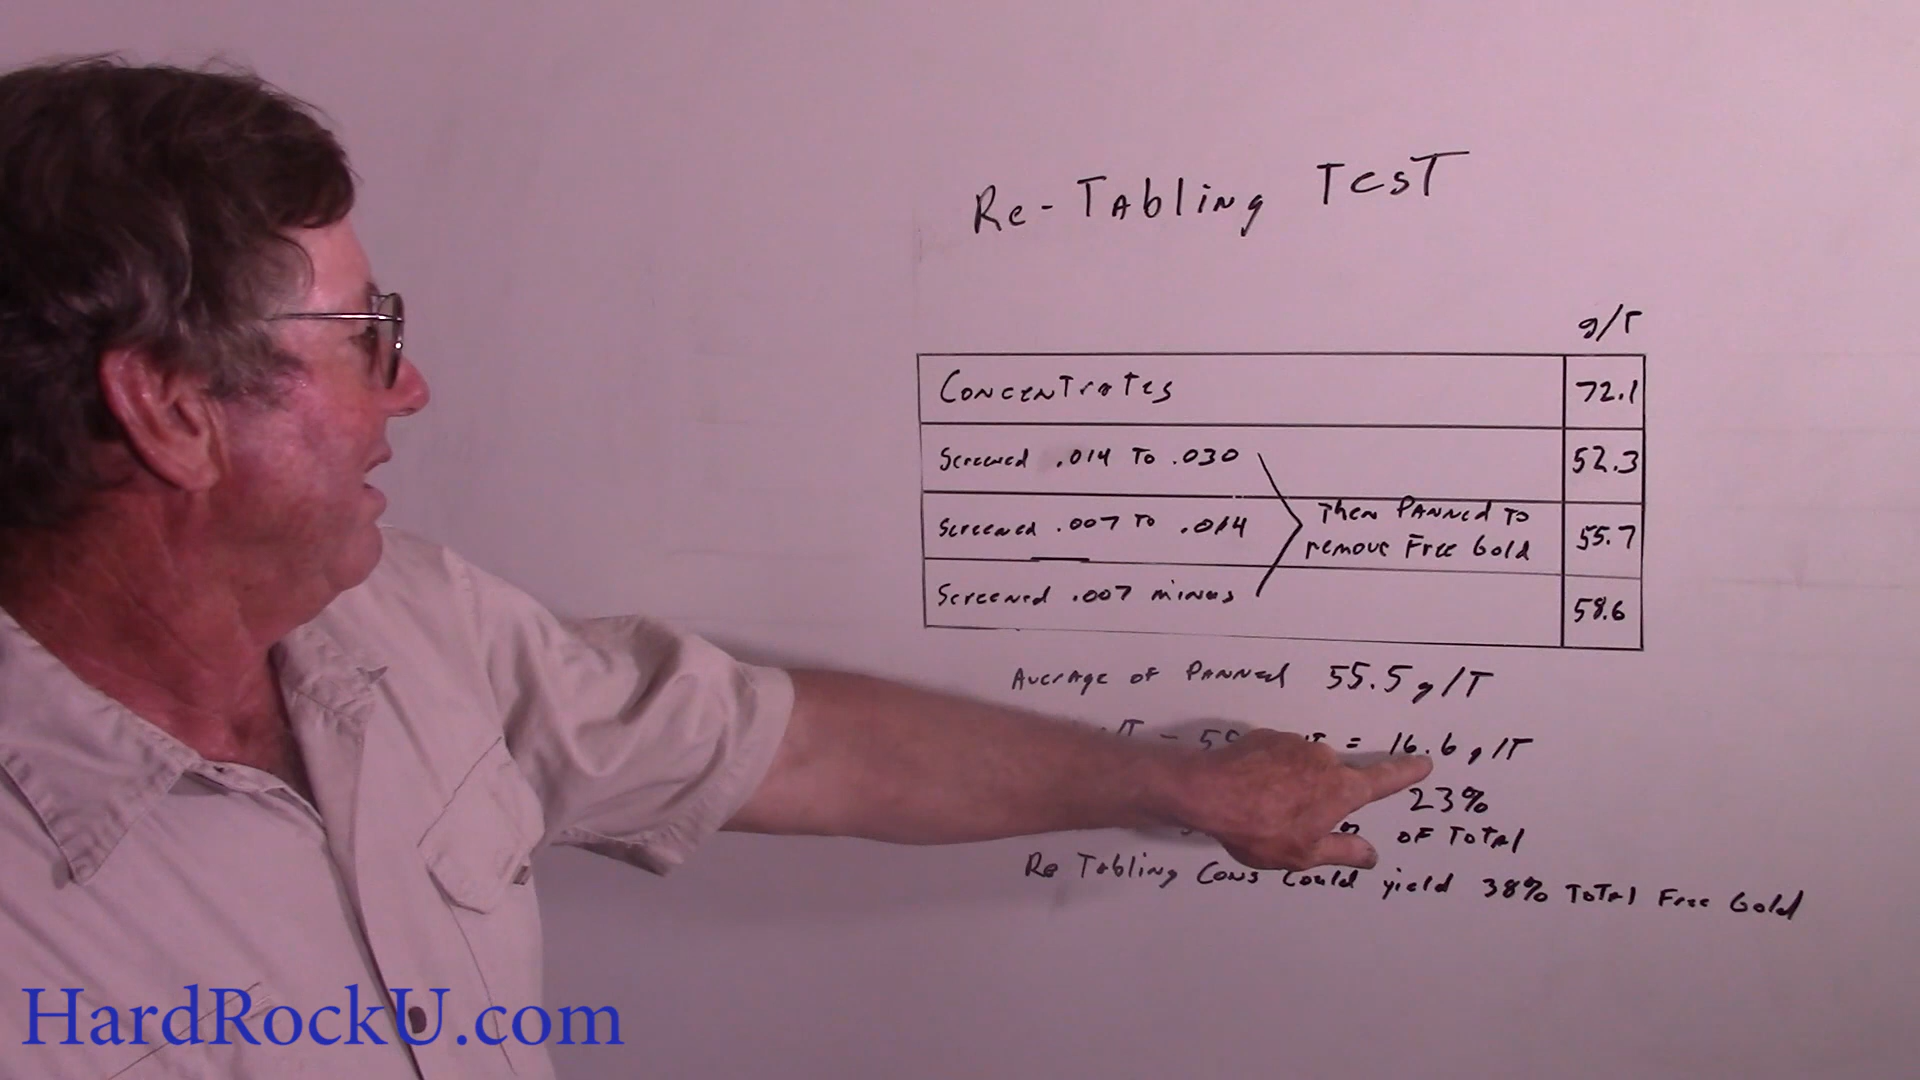 Re-Tabling Test
g/T
Concentrates 72.1
Screened .014 To .030 52.3
Screened .007 To .014 55.7
Then Panned To
remove Free Gold
Screened .007 minus 58.6
Average of Panned 55.5 g/T
= 16.6 g/T
23%
of Total
Re Tabling Cons Could yield 38% Total Free Gold
HardRockU.com